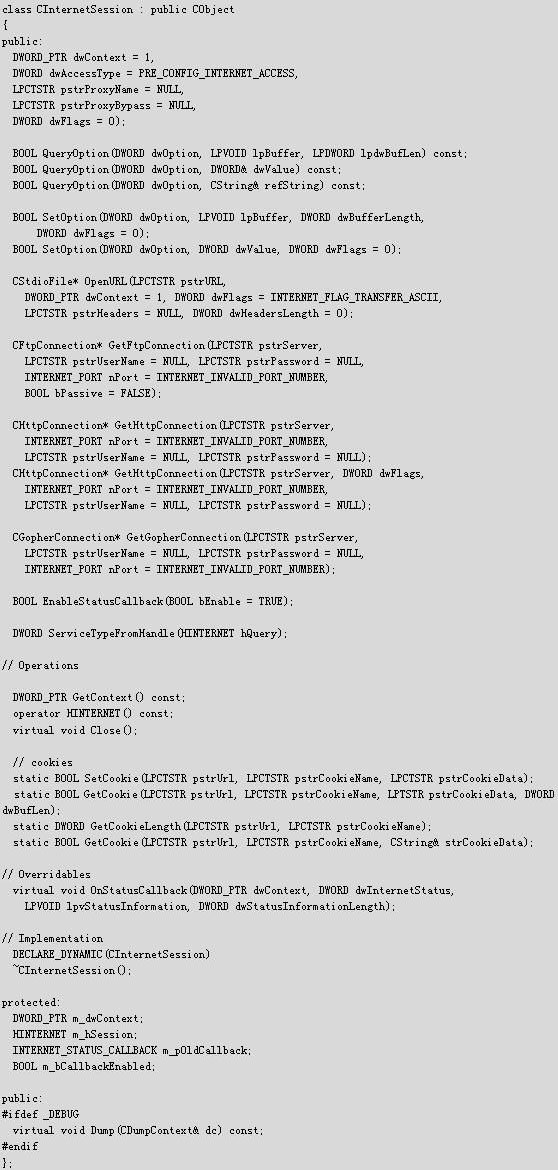 class CInternetSession : public CObject
{
public:
DWORD_PTR dwContext = 1,
DWORD dwAccessType = PRE_CONFIG_INTERNET_ACCESS,
LPCTSTR pstrProxyName = NULL,
LPCTSTR pstrProxyBypass = NULL,
DWORD dwFlags = 0);
BOOL QueryOption(DWORD dwOption, LPVOID lpBuffer, LPDWORD lpdwBufLen) const;
BOOL QueryOption(DWORD dwOption, DWORD& dwValue) const;
BOOL QueryOption(DWORD dwOption, CString& refString) const;
BOOL SetOption(DWORD dwOption, LPVOID lpBuffer, DWORD dwBufferLength,
DWORD dwFlags = 0);
BOOL SetOption(DWORD dwOption, DWORD dwValue, DWORD dwFlags = 0);
CStdioFile* OpenURL(LPCTSTR pstrURL,
DWORD_PTR dwContext = 1, DWORD dwFlags = INTERNET_FLAG_TRANSFER_ASCII,
LPCTSTR pstrHeaders = NULL, DWORD dwHeadersLength = 0);
CFtpConnection* GetFtpConnection(LPCTSTR pstrServer,
LPCTSTR pstrUserName = NULL, LPCTSTR pstrPassword = NULL,
INTERNET_PORT nPort = INTERNET_INVALID_PORT_NUMBER,
BOOL bPassive = FALSE);
CHttpConnection* GetHttpConnection(LPCTSTR pstrServer,
INTERNET_PORT nPort = INTERNET_INVALID_PORT_NUMBER,
LPCTSTR pstrUserName = NULL, LPCTSTR pstrPassword = NULL);
CHttpConnection* GetHttpConnection(LPCTSTR pstrServer, DWORD dwFlags,
INTERNET_PORT nPort = INTERNET_INVALID_PORT_NUMBER,
LPCTSTR pstrUserName = NULL, LPCTSTR pstrPassword = NULL);
CGopherConnection* GetGopherConnection(LPCTSTR pstrServer,
LPCTSTR pstrUserName = NULL, LPCTSTR pstrPassword = NULL,
INTERNET_PORT nPort = INTERNET_INVALID_PORT_NUMBER);
BOOL EnableStatusCallback(BOOL bEnable = TRUE);
DWORD ServiceTypeFromHandle(HINTERNET hQuery);
// Operations
DWORD_PTR GetContext() const;
operator HINTERNET() const;
virtual void Close();
// cookies
static BOOL SetCookie(LPCTSTR pstrUrl, LPCTSTR pstrCookieName, LPCTSTR pstrCookieData);
static BOOL GetCookie(LPCTSTR pstrUrl, LPCTSTR pstrCookieName, LPTSTR pstrCookieData, DWORD
dwBufLen);
static DWORD GetCookieLength(LPCTSTR pstrUrl, LPCTSTR pstrCookieName);
static BOOL GetCookie(LPCTSTR pstrUrl, LPCTSTR pstrCookieName, CString& strCookieData);
// Overridables
virtual void OnStatusCallback(DWORD_PTR dwContext, DWORD dwInternetStatus,
LPVOID lpvStatusInformation, DWORD dwStatusInformationLength);
// Implementation
DECLARE_DYNAMIC(CInternetSession)
~CInternetSession();
protected:
DWORD_PTR m_dwContext;
HINTERNET m_hSession;
INTERNET_STATUS_CALLBACK m_pOldCallback;
BOOL m_bCallbackEnabled;
public:
#ifdef _DEBUG
virtual void Dump(CDumpContext& dc) const;
#endif
};